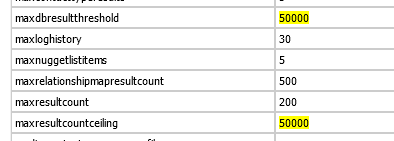 maxdbresultthreshold 50000
maxloghistory 30
maxnuggetlistitems 5
maxrelationshipmapresultcount 500
maxresultcount 200
maxresultcountceiling 50000